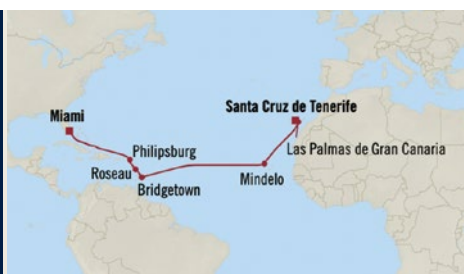 Miami
Santa Cruz de Tenerife
Philipsburg
Las Palmas de Gran Canaria
Roseau
Mindelo
Bridgetown